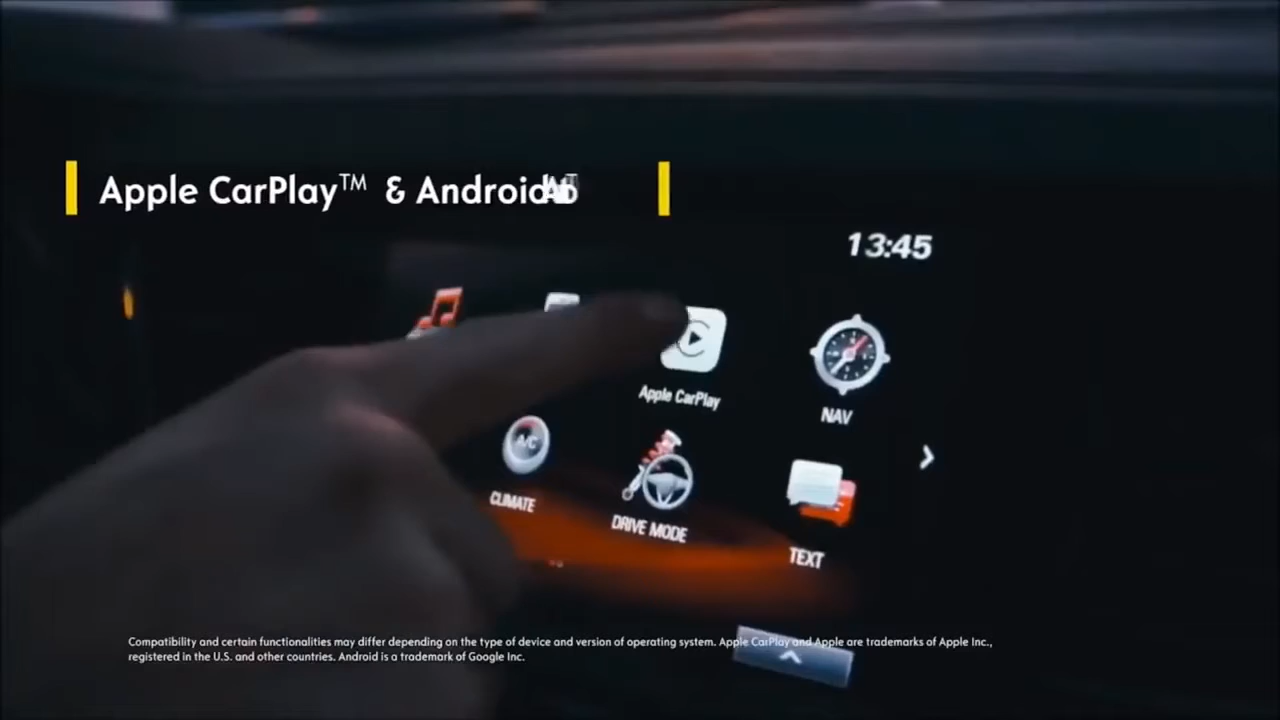 Apple CarPlay™ & Android
13:45
Apple CarPlay
NAV
A/C
CLIMATE
DRIVE MODE
TEXT
Compatibility and certain functionalities may differ depending on the type of device and version of operating system. Apple CarPlay and Apple are trademarks of Apple Inc.,
registered in the U.S. and other countries. Android is a trademark of Google Inc.